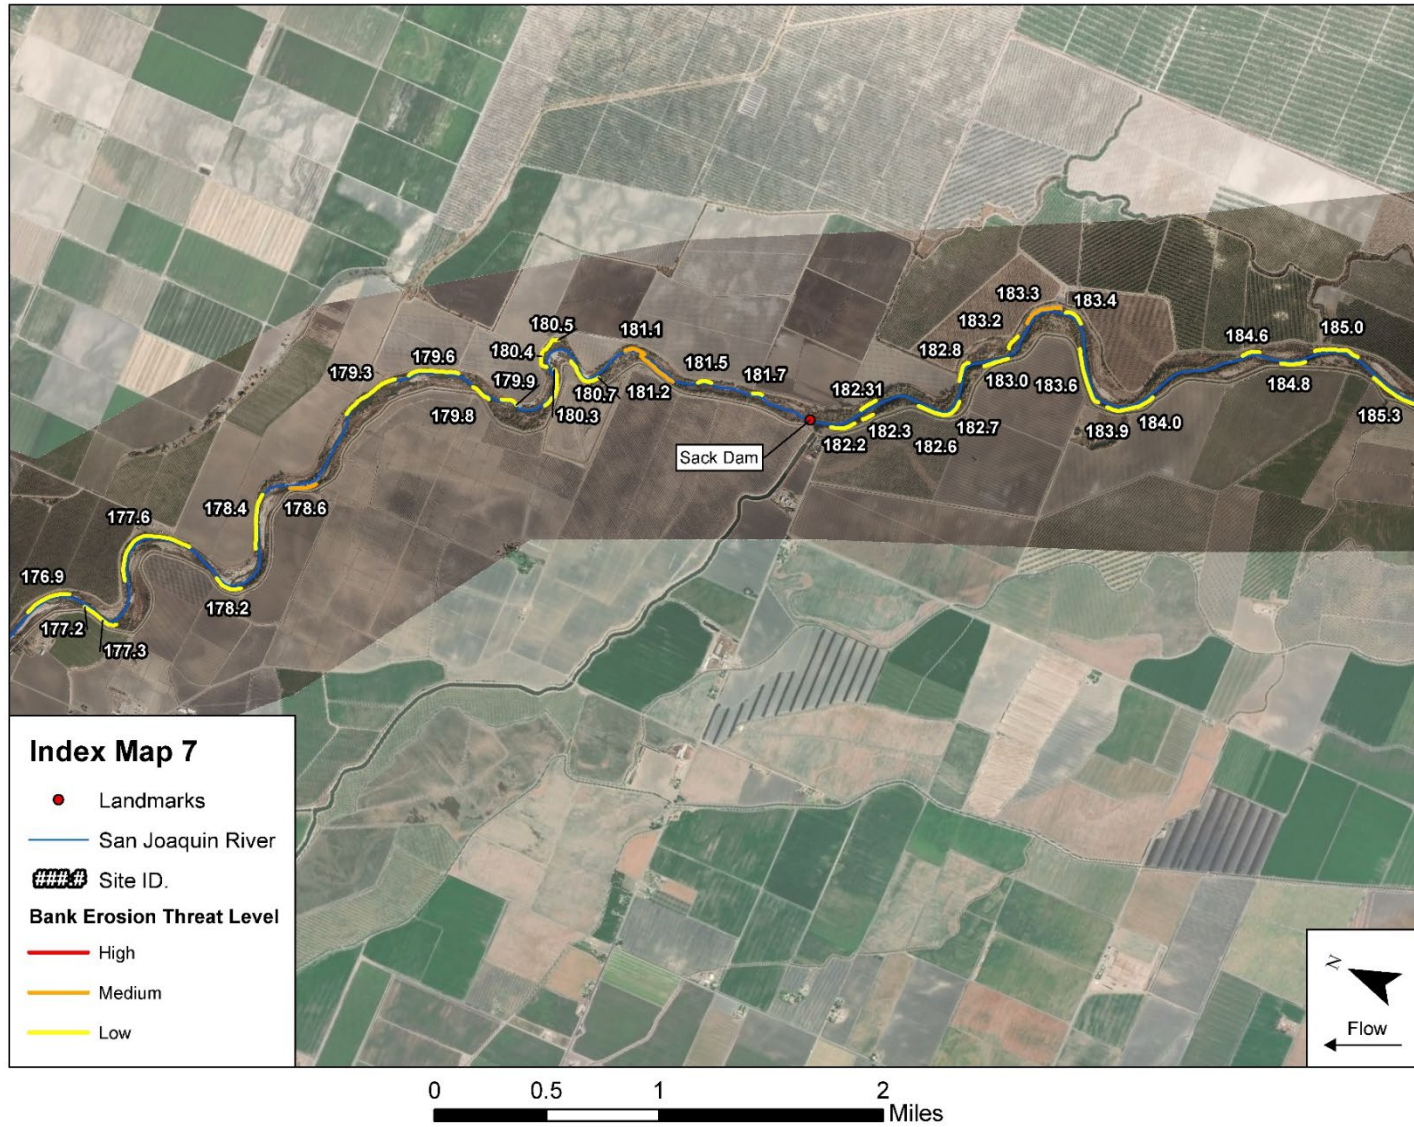 183.3
183.4
183.2
180.5
181.1
184.6
185.0
180.4
182.8
179.6
179.3
181.5
179.9
181.7
183.0
183.6
184.8
180.7
181.2
182.31
179.8
180.3
185.3
182.7
184.0
182.3
182.6
183.9
182.2
Sack Dam
178.4
178.6
177.6
176.9
178.2
177.2
177.3
Index Map 7
Landmarks
San Joaquin River
###.# Site ID.
Bank Erosion Threat Level
High
Medium
Low
N
Flow
0 0.5 1 2
Miles